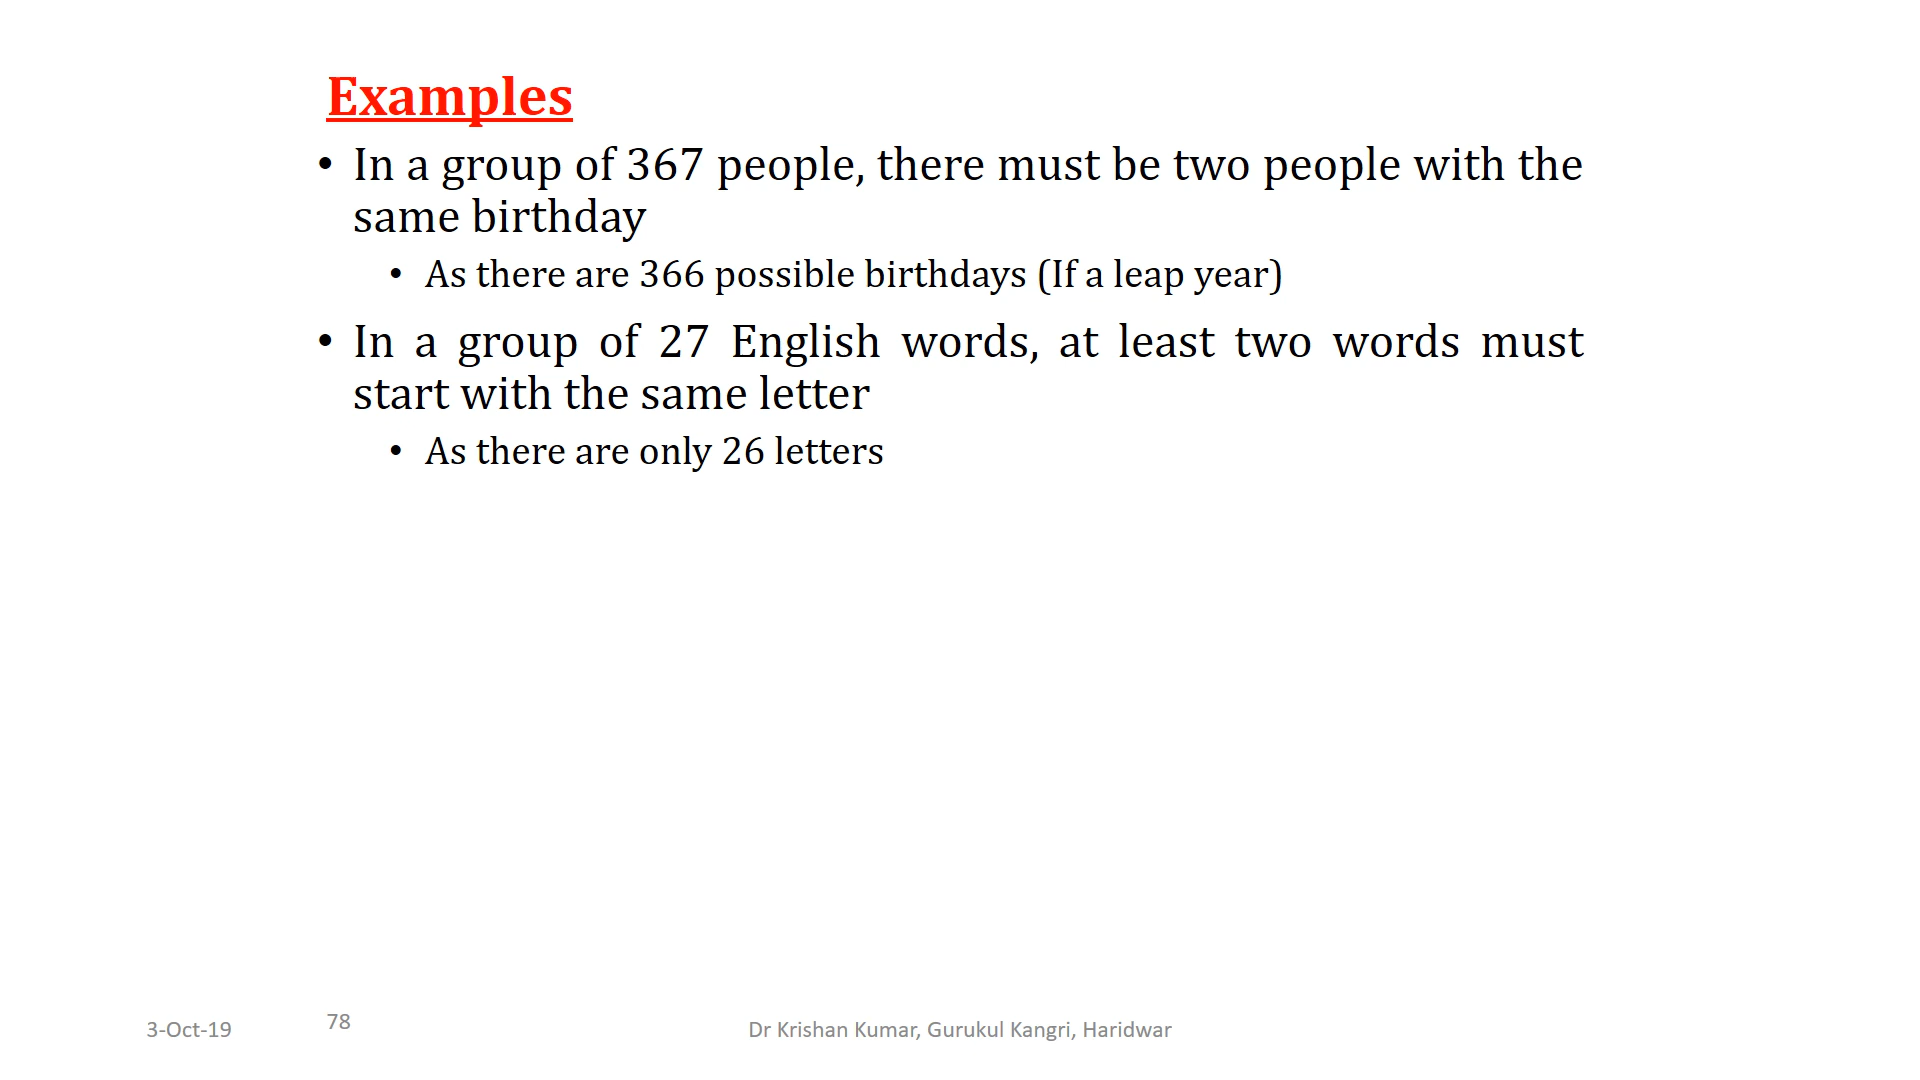 Examples
• In a group of 367 people, there must be two people with the
same birthday
• As there are 366 possible birthdays (If a leap year)
• In a group of 27 English words, at least two words must
start with the same letter
• As there are only 26 letters
3-Oct-19
78
Dr Krishan Kumar, Gurukul Kangri, Haridwar